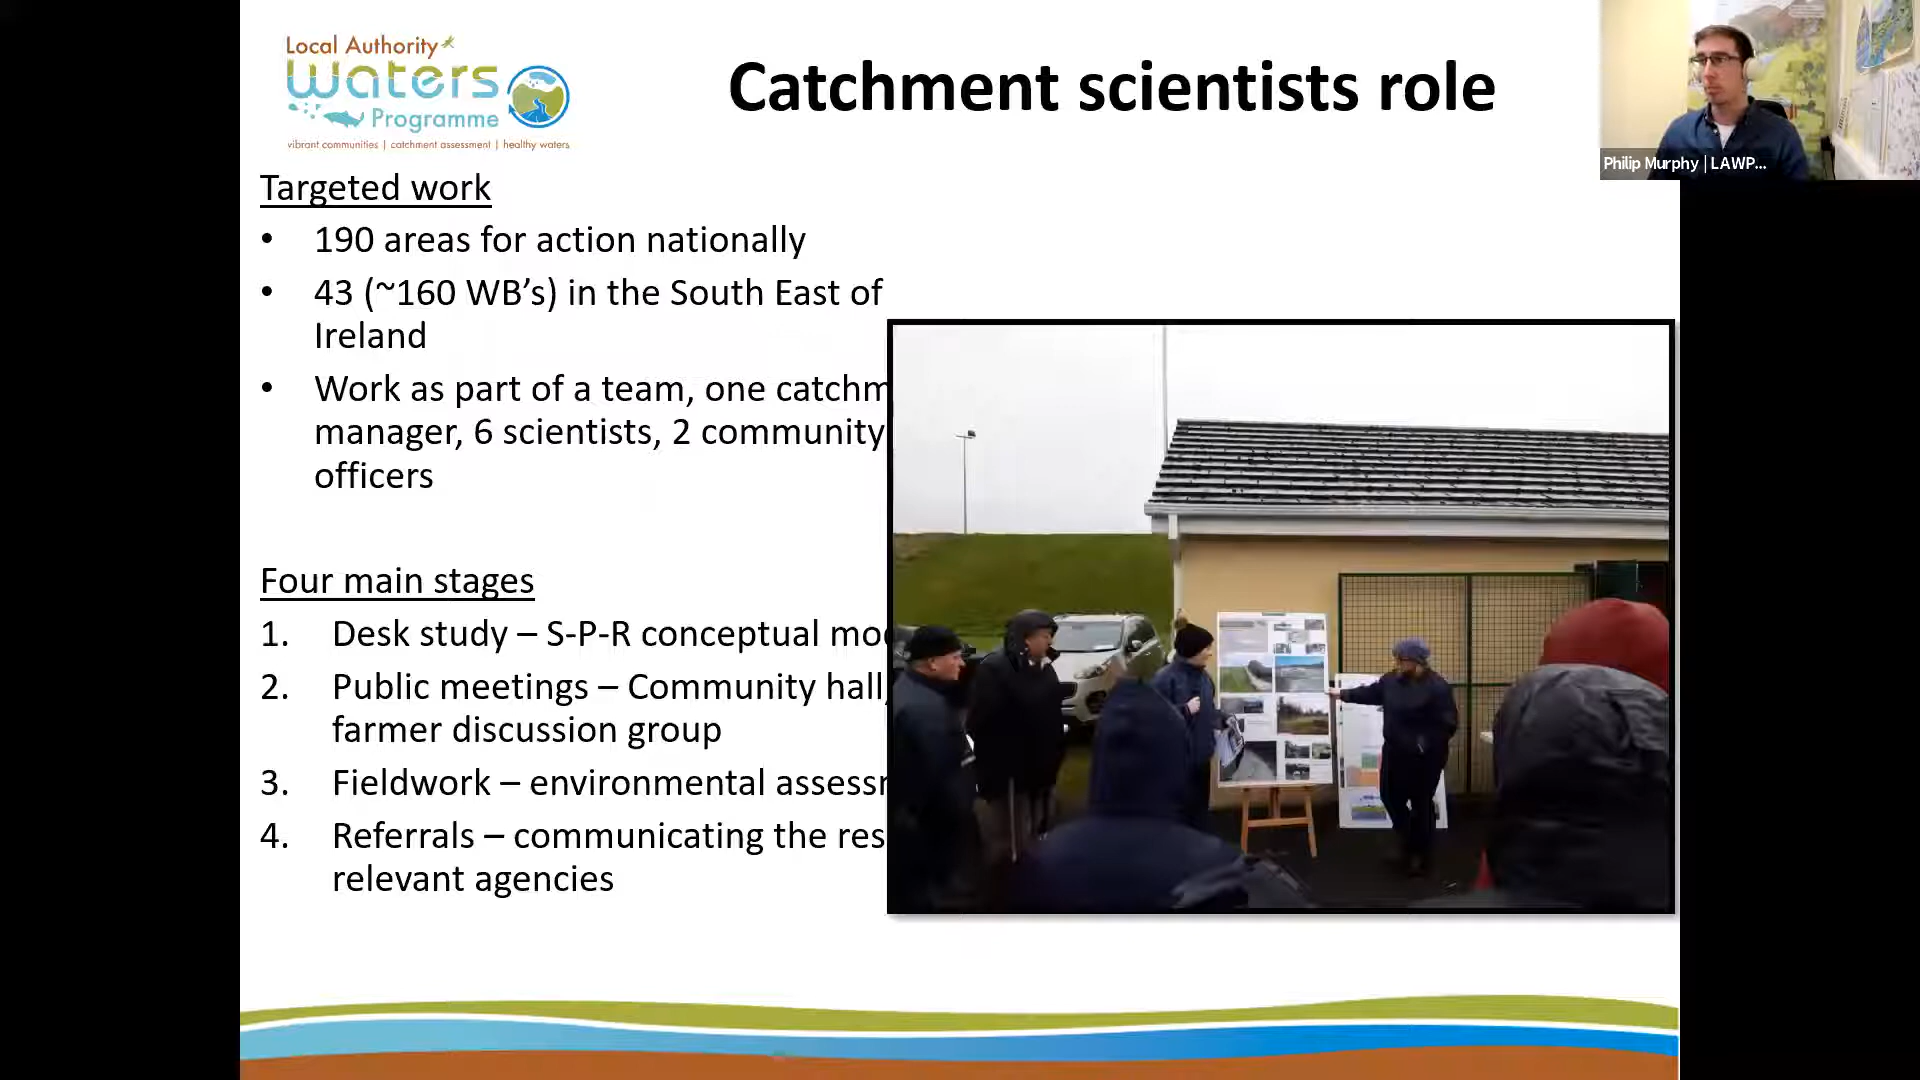 Local Authority
Waters
Programme
vibrant communities | catchment assessment | healthy waters
Catchment scientists role
Philip Murphy | LAWP...
Targeted work
• 190 areas for action nationally
• 43 (~160 WB's) in the South East of
Ireland
• Work as part of a team, one catchm
manager, 6 scientists, 2 community
officers
Four main stages
1. Desk study – S-P-R conceptual mod
2. Public meetings – Community hall,
farmer discussion group
3. Fieldwork – environmental assessm
4. Referrals – communicating the res
relevant agencies